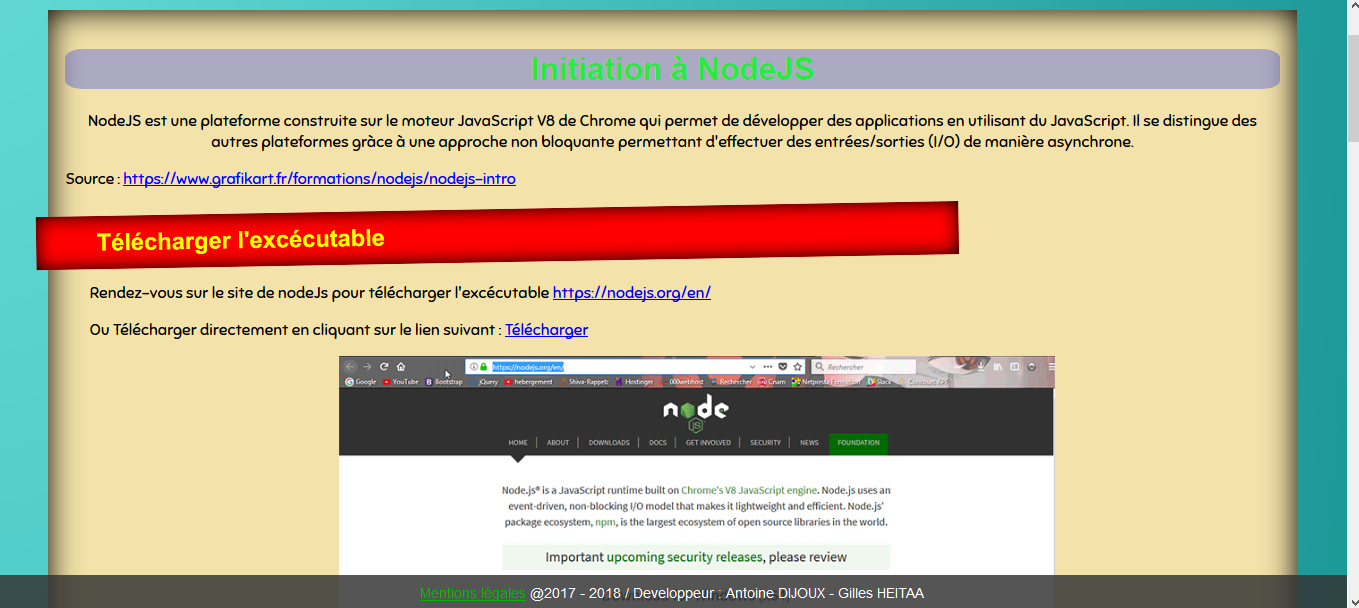 Initiation à NodeJS
NodeJS est une plateforme construite sur le moteur JavaScript V8 de Chrome qui permet de développer des applications en utilisant du JavaScript. Il se distingue des
autres plateformes grâce à une approche non bloquante permettant d'effectuer des entrées/sorties (I/O) de manière asynchrone.
Source : https://www.grafikart.fr/formations/nodejs/nodejs-intro
Télécharger l'excécutable
Rendez-vous sur le site de nodeJs pour télécharger l'excécutable https://nodejs.org/en/
Ou Télécharger directement en cliquant sur le lien suivant : Télécharger
https://nodejs.org/en/ Rechercher
Google YouTube Bootstrap jQuery hebergement Shiva-Rappelz Hostinger 000webhost Rechercher Cnam Netpresta Formation Slack Concours APF
node
JS
HOME ABOUT DOWNLOADS DOCS GET INVOLVED SECURITY NEWS FOUNDATION
Node.js® is a JavaScript runtime built on Chrome's V8 JavaScript engine. Node.js uses an
event-driven, non-blocking I/O model that makes it lightweight and efficient. Node.js'
package ecosystem, npm, is the largest ecosystem of open source libraries in the world.
Important upcoming security releases, please review
Mentions légales @2017 - 2018 / Developpeur : Antoine DIJOUX - Gilles HEITAA